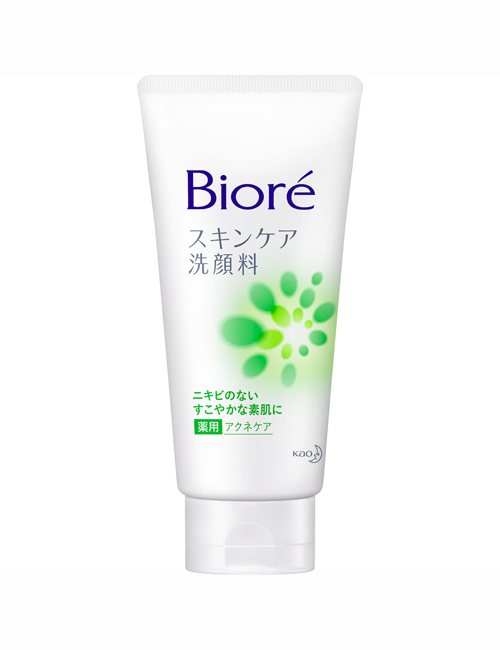 Bioré
スキンケア
洗顔料
ニキビのない
すこやかな素肌に
薬用 アクネケア
Kao